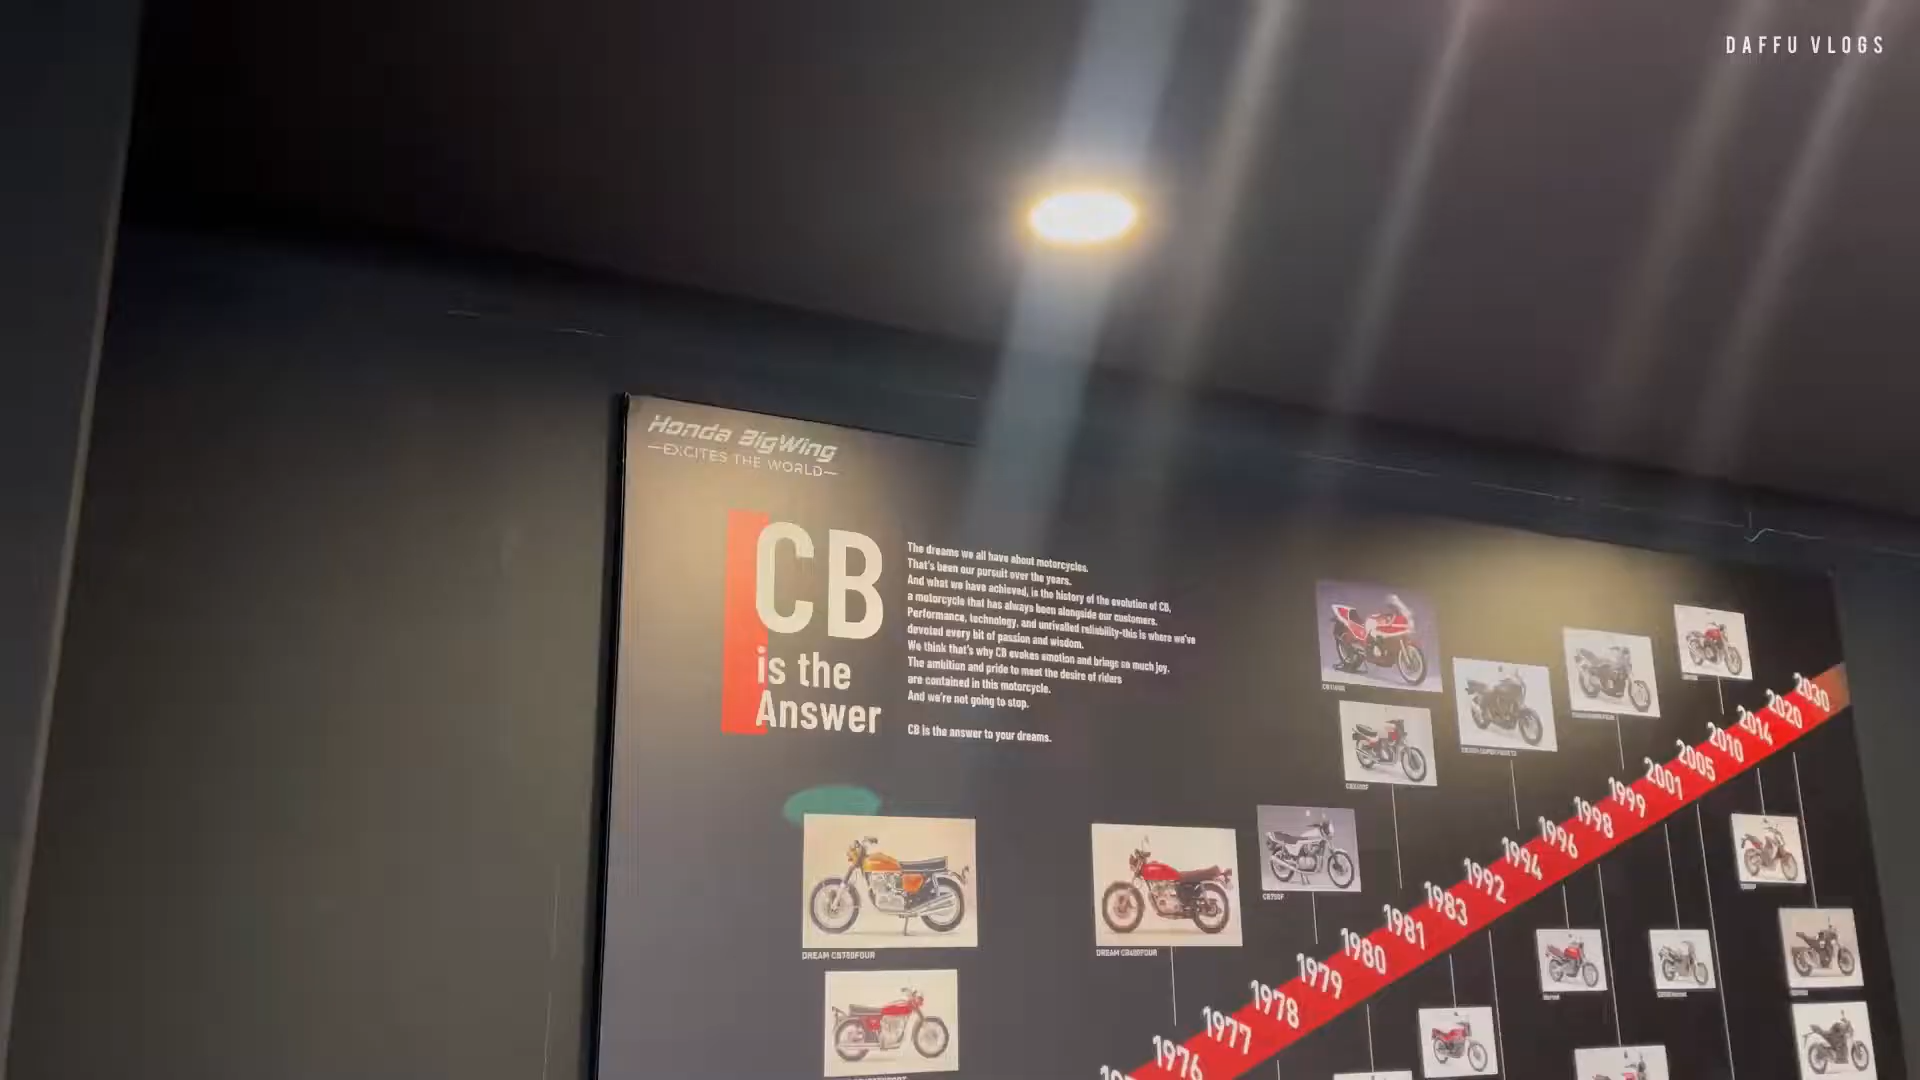 DAFFU VLOGS
Honda BigWing
—EXCITES THE WORLD—
CB
is the
Answer
The dreams we all have about motorcycles.
That's been our pursuit over the years.
And what we have achieved, is the history of the evolution of CB,
a motorcycle that has always been alongside our customers.
Performance, technology, and unrivalled reliability-this is where we've
devoted every bit of passion and wisdom.
We think that's why CB evokes emotion and brings so much joy.
The ambition and pride to meet the desire of riders
are contained in this motorcycle.
And we're not going to stop.
CB is the answer to your dreams.
2030
2020
2014
2010
2005
2001
1999
1998
1996
1994
1992
1983
1981
1980
1979
1978
1977
1976
DREAM CB750FOUR
DREAM CB400FOUR
CB750F
Hornet